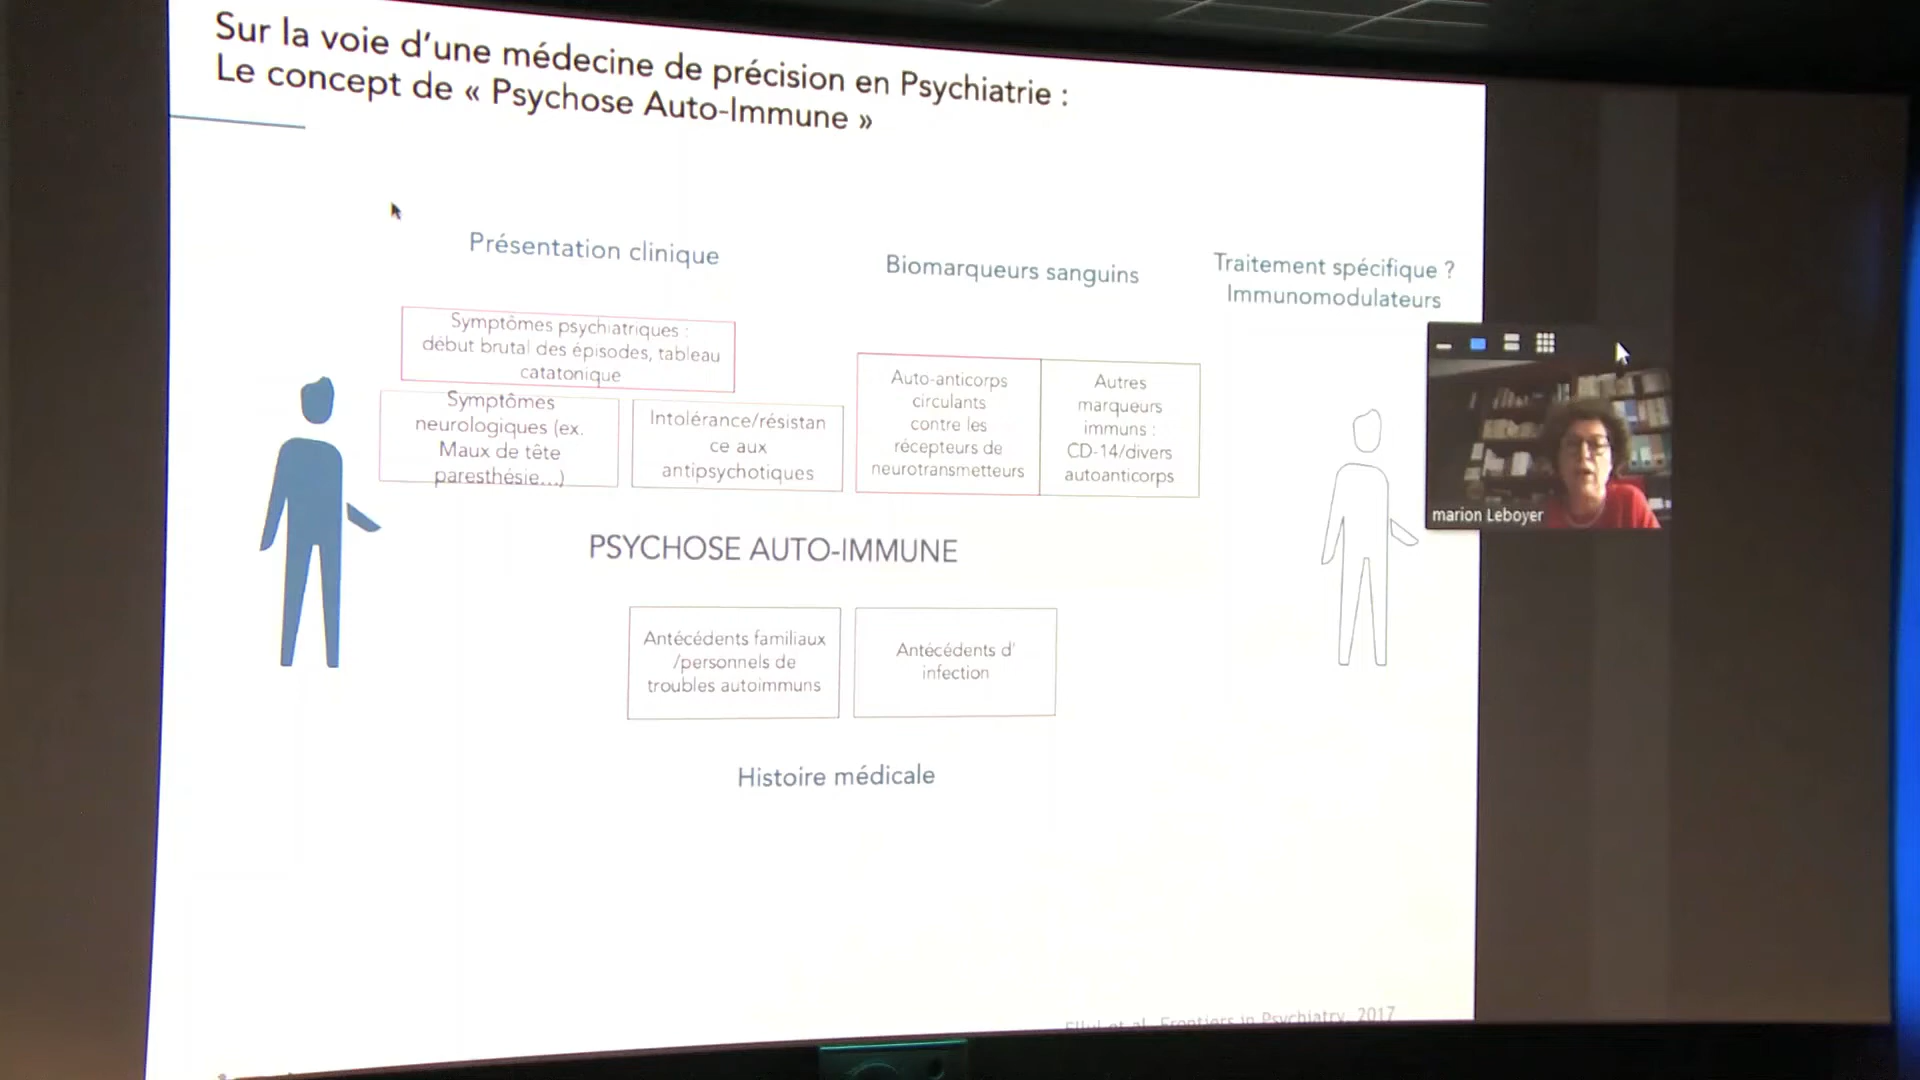 Sur la voie d’une médecine de précision en Psychiatrie :
Le concept de « Psychose Auto-Immune »
Présentation clinique
Biomarqueurs sanguins
Traitement spécifique ?
Immunomodulateurs
Symptômes psychiatriques :
début brutal des épisodes, tableau
catatonique
Symptômes
neurologiques (ex.
Maux de tête
paresthésie...)
Intolérance/résistan
ce aux
antipsychotiques
Auto-anticorps
circulants
contre les
récepteurs de
neurotransmetteurs
Autres
marqueurs
immuns :
CD-14/divers
autoanticorps
marion Leboyer
PSYCHOSE AUTO-IMMUNE
Antécédents familiaux
/personnels de
troubles autoimmuns
Antécédents d’
infection
Histoire médicale
et al. Frontiers in Psychiatry, 2017